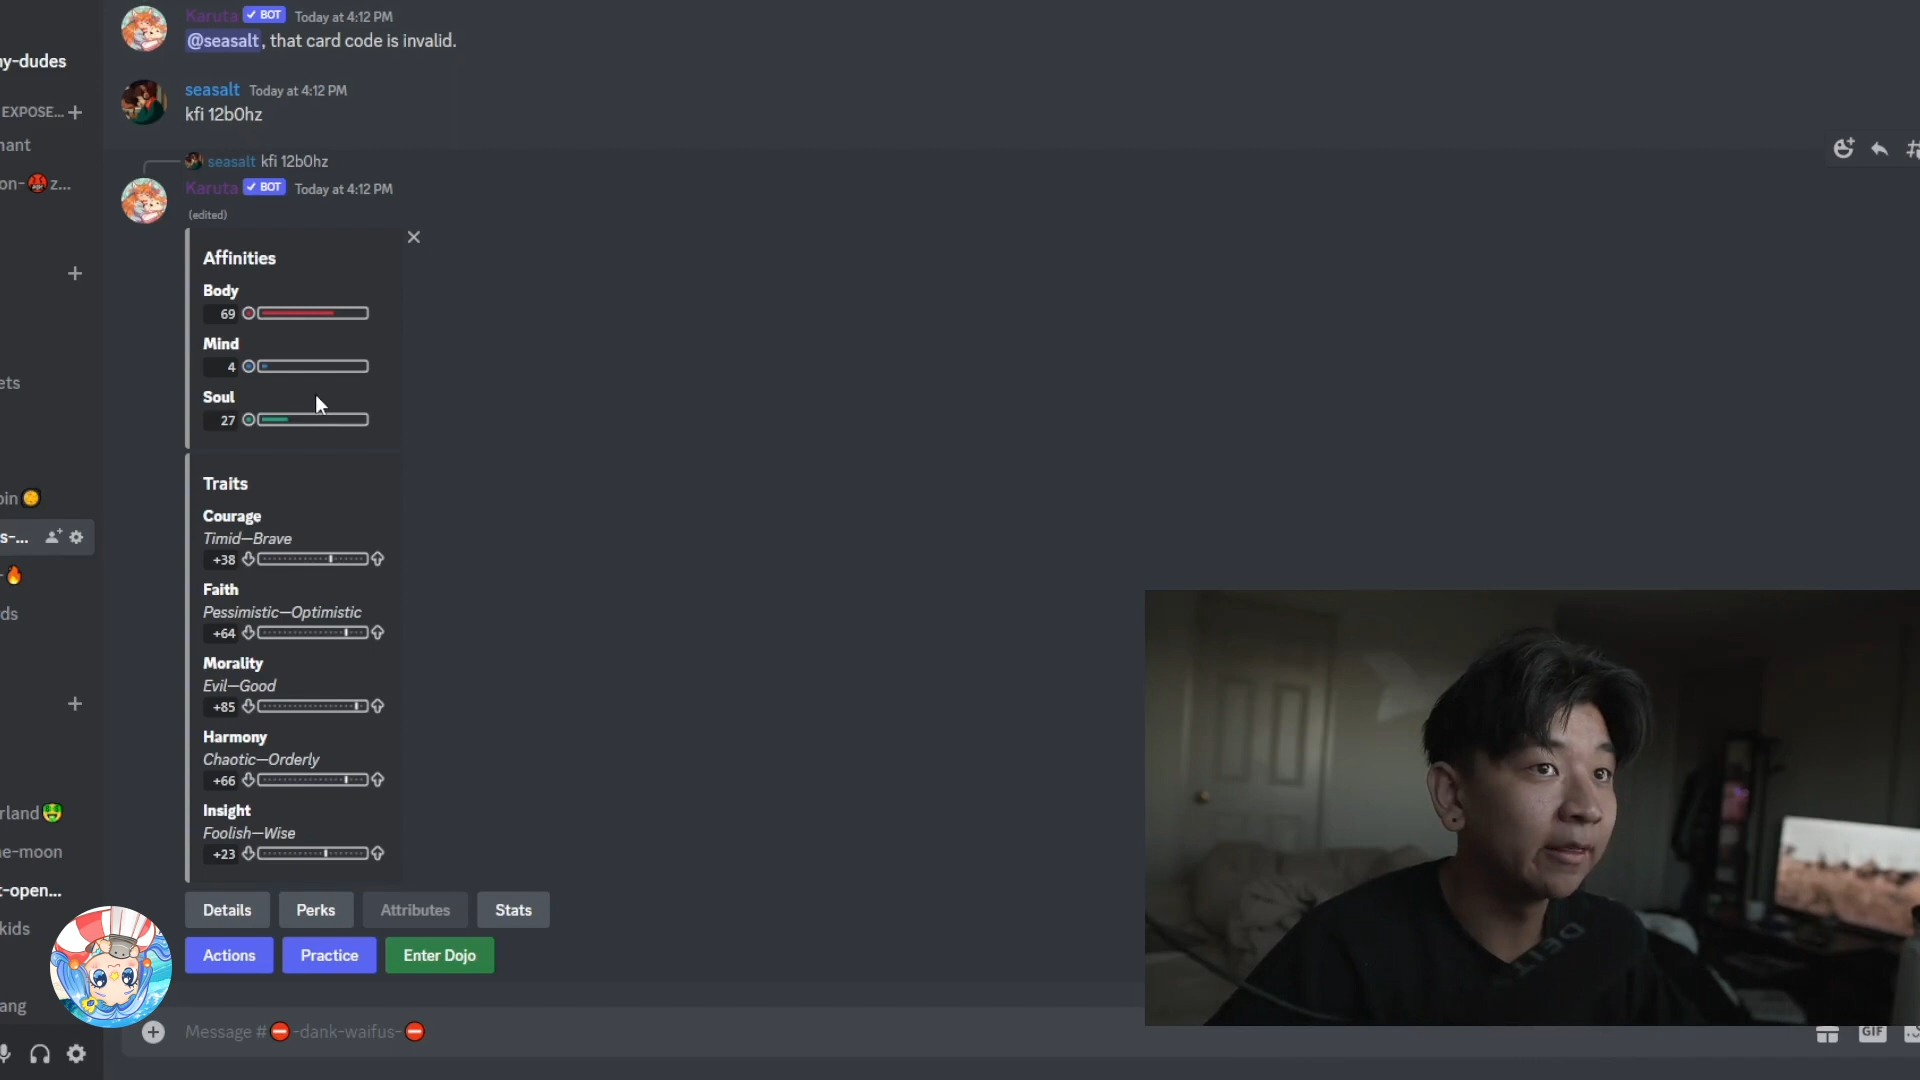 Karuta ✓ BOT Today at 4:12 PM
@seasalt, that card code is invalid.
ny-dudes
seasalt Today at 4:12 PM
kfi 12b0hz
EXPOSE...
nant
seasalt kfi 12b0hz
on-
z...
Karuta ✓ BOT Today at 4:12 PM
(edited)
Affinities
Body
69
Mind
4
Soul
27
ets
Traits
Courage
Timid—Brave
+38
Faith
Pessimistic—Optimistic
+64
Morality
Evil—Good
+85
Harmony
Chaotic—Orderly
+66
Insight
Foolish—Wise
+23
oin
s-...
ds
rland
ne-moon
t-open...
kids
ang
Details Perks Attributes Stats
Actions Practice Enter Dojo
Message #⛔-dank-waifus-⛔
GIF